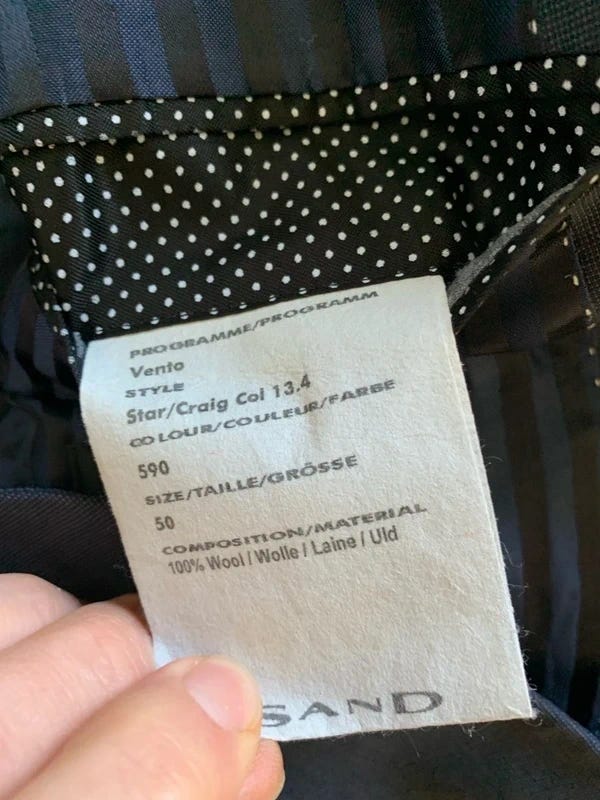 PROGRAMME/PROGRAMM
Vento
STYLE
Star/Craig Col 13,4
COLOUR/COULEUR/FARBE
590
SIZE/TAILLE/GRÖSSE
50
COMPOSITION/MATERIAL
100% Wool / Wolle / Laine / Uld
SAND